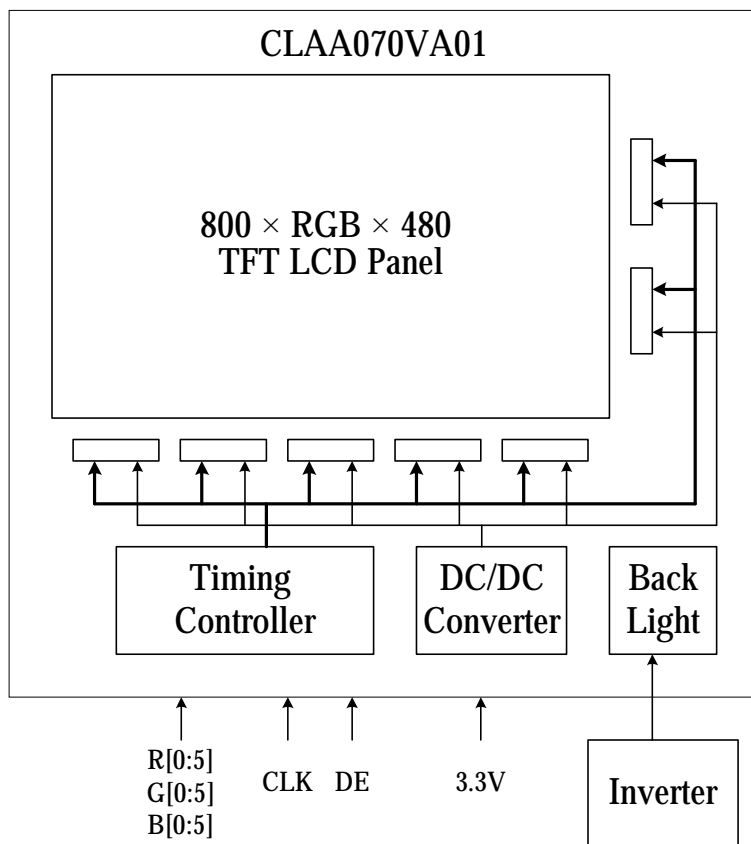 CLAA070VA01
800 × RGB × 480
TFT LCD Panel
Timing
Controller
DC/DC
Converter
Back
Light
R[0:5]
G[0:5]
B[0:5]
CLK
DE
3.3V
Inverter